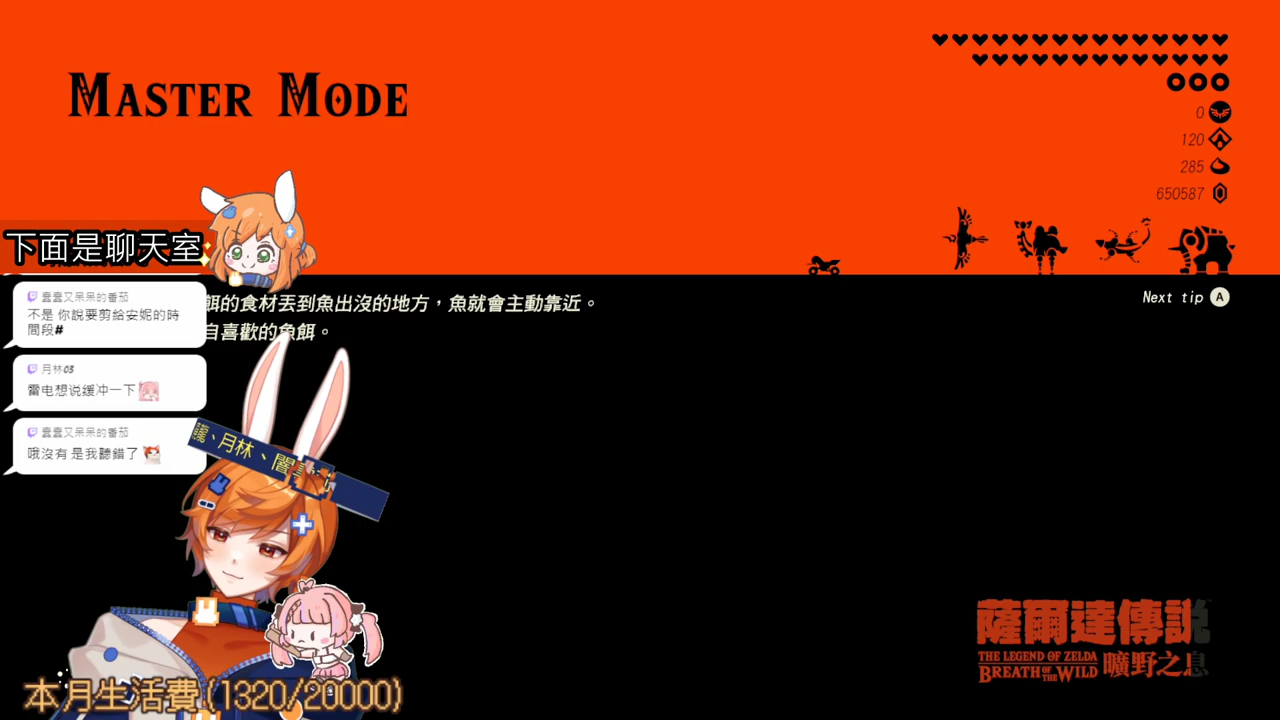 MASTER MODE
0
120
285
650587
下面是聊天室
蠢蠢又呆呆的番茄
不是 你說要剪給安妮的時
間段#
月林03
雷电想说缓冲一下
蠢蠢又呆呆的番茄
哦沒有 是我聽錯了
餌的食材丟到魚出沒的地方，魚就會主動靠近。
自喜歡的魚餌。
Next tip A
、月林、闇
薩爾達傳説
THE LEGEND OF ZELDA
BREATH OF THE WILD 曠野之息
本月生活費(1320/20000)